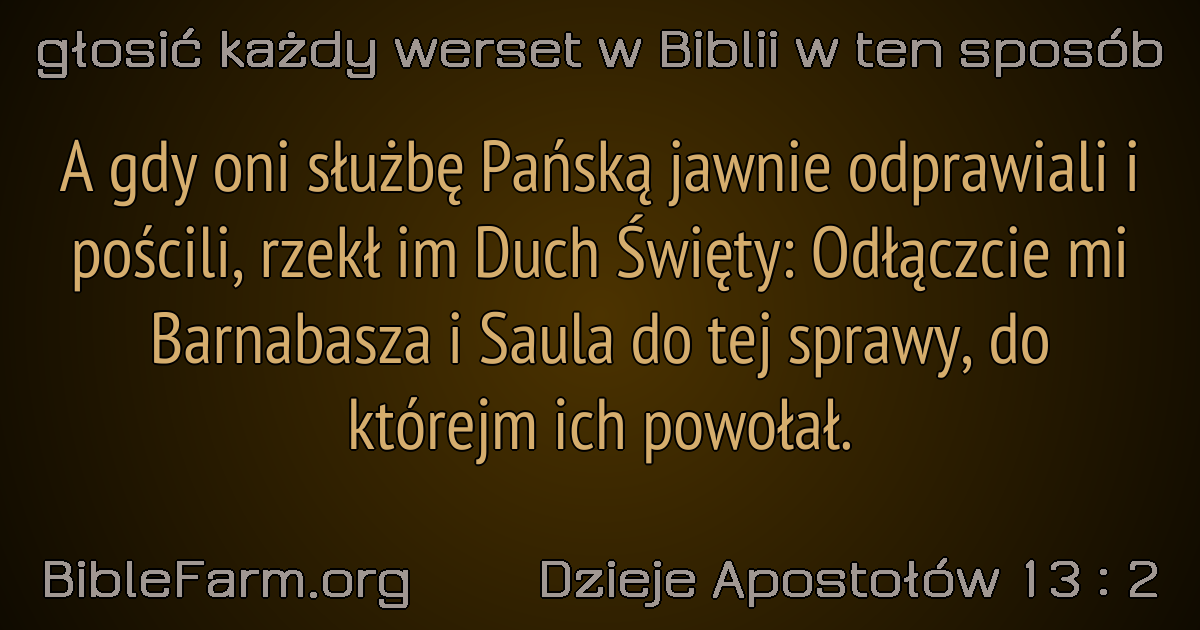 głosić każdy werset w Biblii w ten sposób
A gdy oni służbę Pańską jawnie odprawiali i
pościli, rzekł im Duch Święty: Odłączcie mi
Barnabasza i Saula do tej sprawy, do
którejm ich powołał.
BibleFarm.org
Dzieje Apostołów 13 : 2